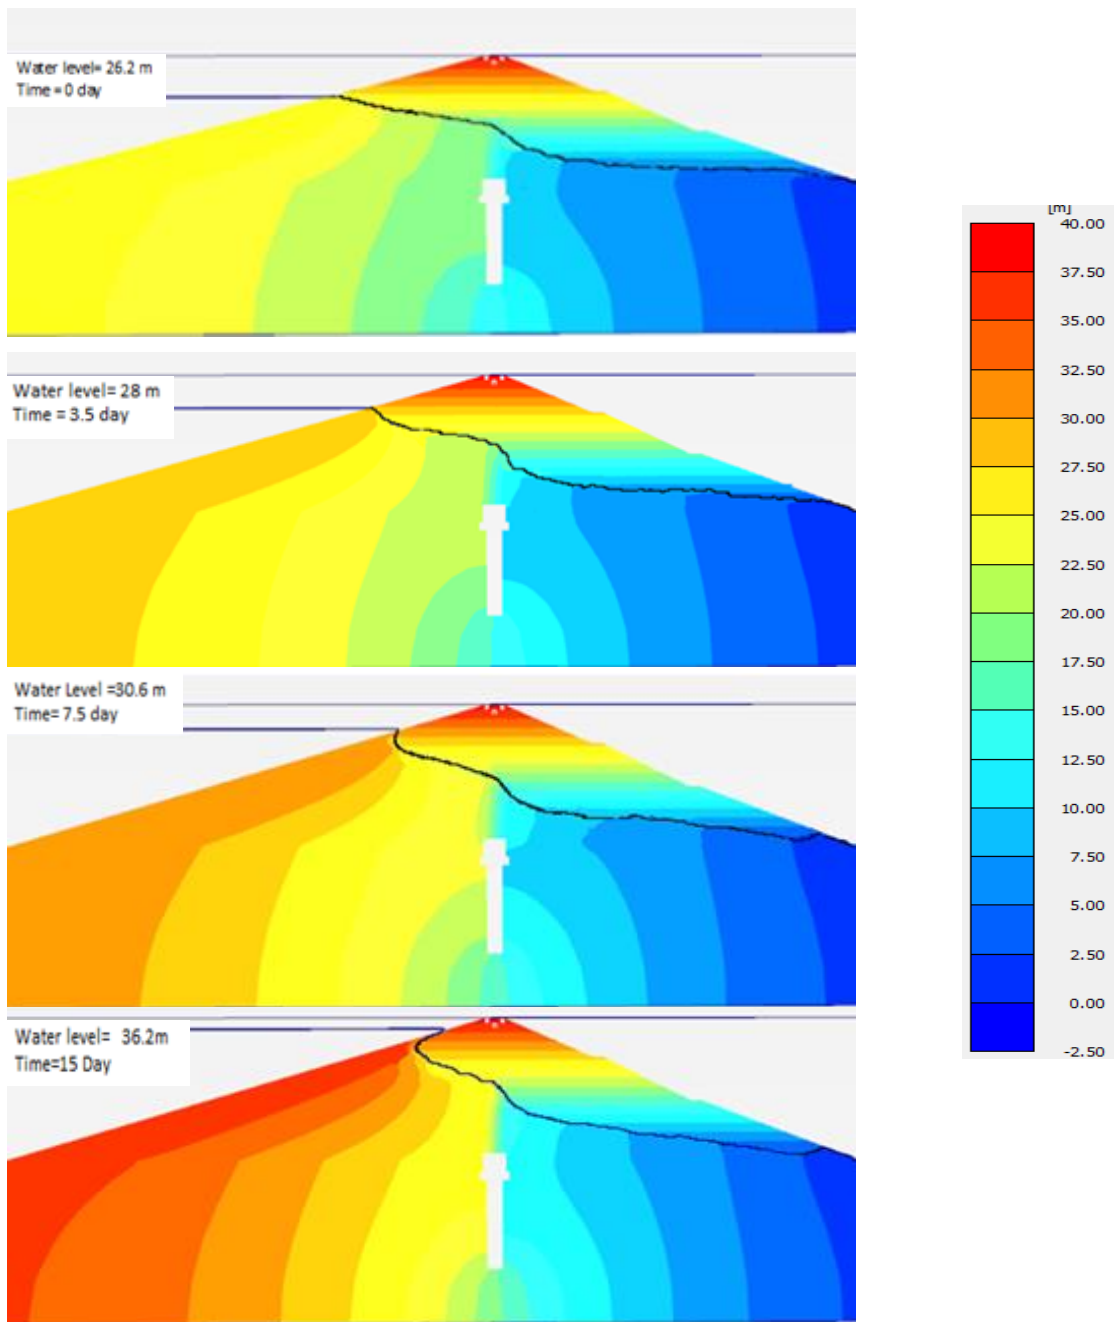 Water level= 26.2 m
Time = 0 day
Water level= 28 m
Time = 3.5 day
Water Level =30.6 m
Time= 7.5 day
Water level= 36.2m
Time=15 Day
[m]
40.00
37.50
35.00
32.50
30.00
27.50
25.00
22.50
20.00
17.50
15.00
12.50
10.00
7.50
5.00
2.50
0.00
-2.50